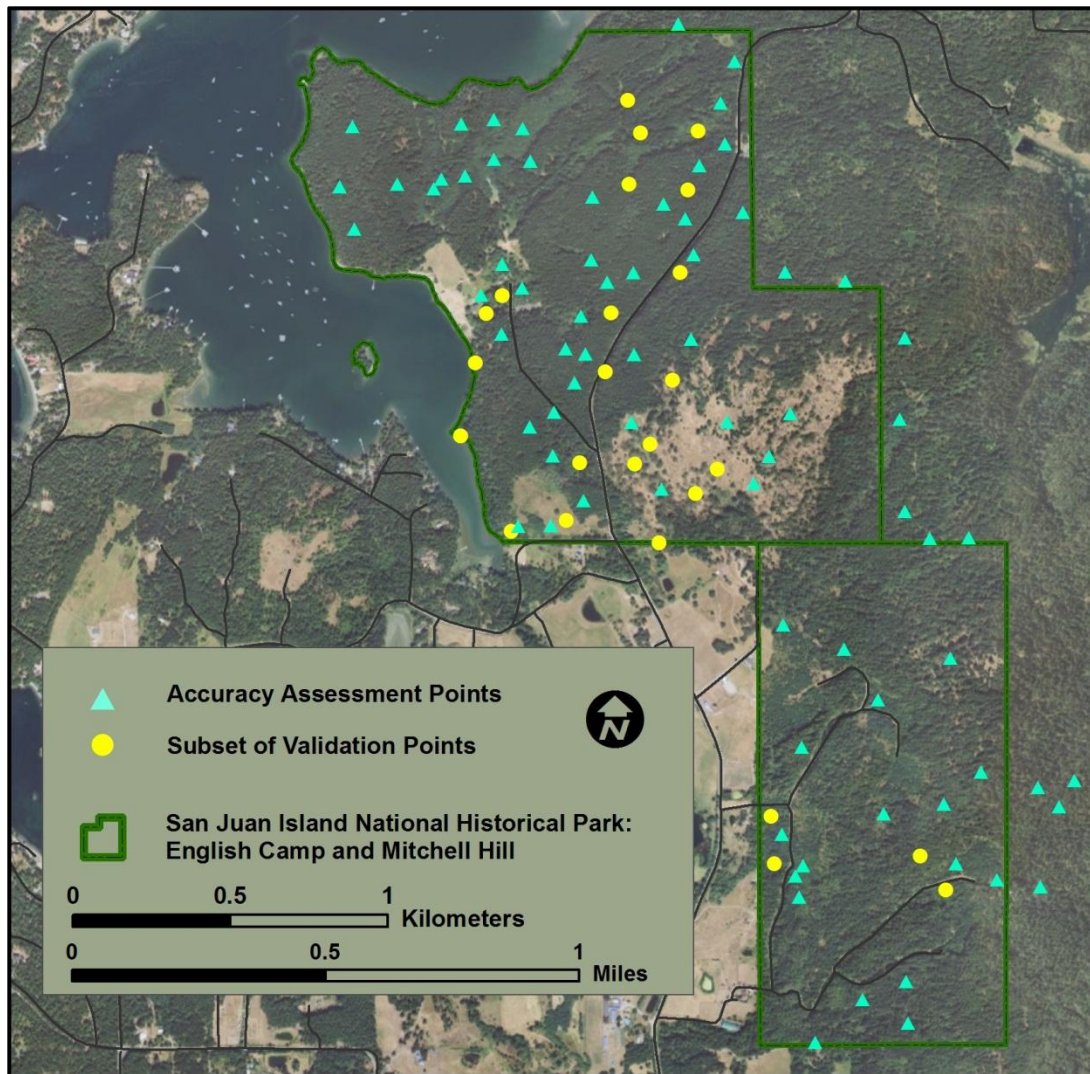 N
Accuracy Assessment Points
Subset of Validation Points
San Juan Island National Historical Park:
English Camp and Mitchell Hill
0 0.5 1
Kilometers
0 0.5 1
Miles